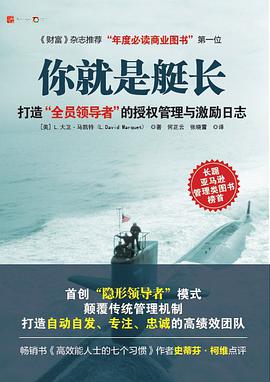 《财富》杂志推荐 “年度必读商业图书” 第一位
你就是艇长
打造“全员领导者”的授权管理与激励日志
［美］L.大卫·马凯特（L.David Marquet）◎著 何正云 张晓雷 ◎译
长踞
亚马逊
管理类图书
榜首
首创“隐形领导者”模式
颠覆传统管理机制
打造自动自发、专注、忠诚的高绩效团队
畅销书《高效能人士的七个习惯》作者史蒂芬·柯维点评